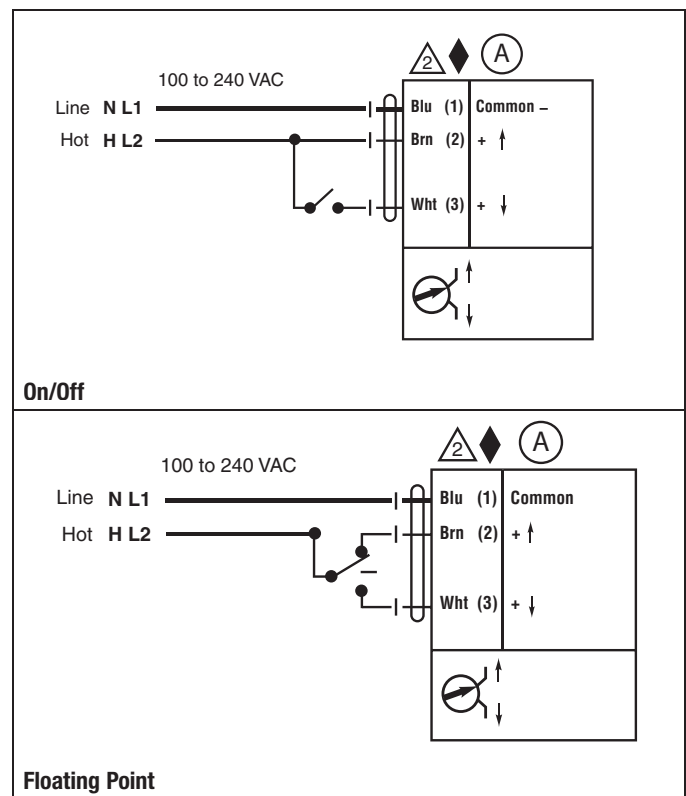 2 A
100 to 240 VAC
Line N L1 Blu (1) Common –
Hot H L2 Brn (2) + ↑
Wht (3) + ↓
On/Off
2 A
100 to 240 VAC
Line N L1 Blu (1) Common
Hot H L2 Brn (2) + ↑
Wht (3) + ↓
Floating Point